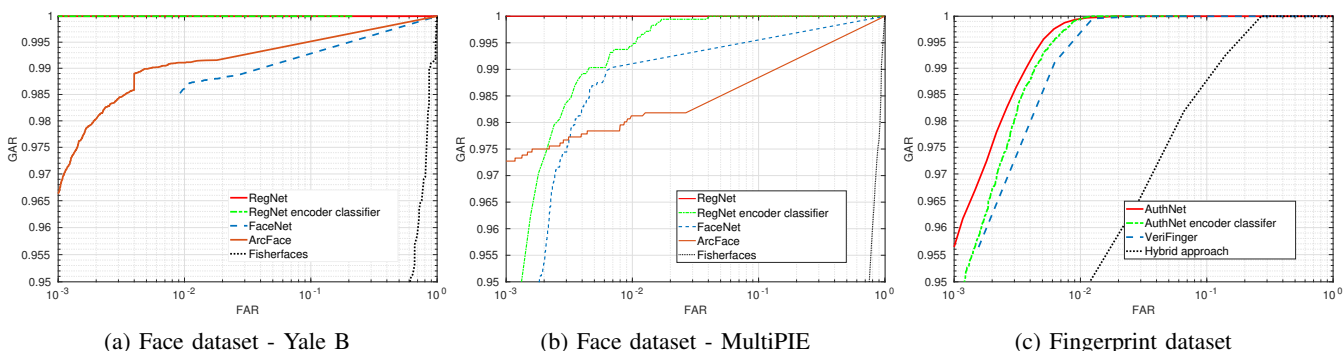 1
0.995
0.99
0.985
0.98
0.975
0.97
0.965
0.96
0.955
0.95
GAR
10-3
10-2
10-1
100
FAR
RegNet
RegNet encoder classifier
FaceNet
ArcFace
Fisherfaces
(a) Face dataset - Yale B
1
0.995
0.99
0.985
0.98
0.975
0.97
0.965
0.96
0.955
0.95
GAR
10-3
10-2
10-1
100
FAR
RegNet
RegNet encoder classifier
FaceNet
ArcFace
Fisherfaces
(b) Face dataset - MultiPIE
1
0.995
0.99
0.985
0.98
0.975
0.97
0.965
0.96
0.955
0.95
GAR
10-3
10-2
10-1
100
FAR
AuthNet
AuthNet encoder classifer
VeriFinger
Hybrid approach
(c) Fingerprint dataset